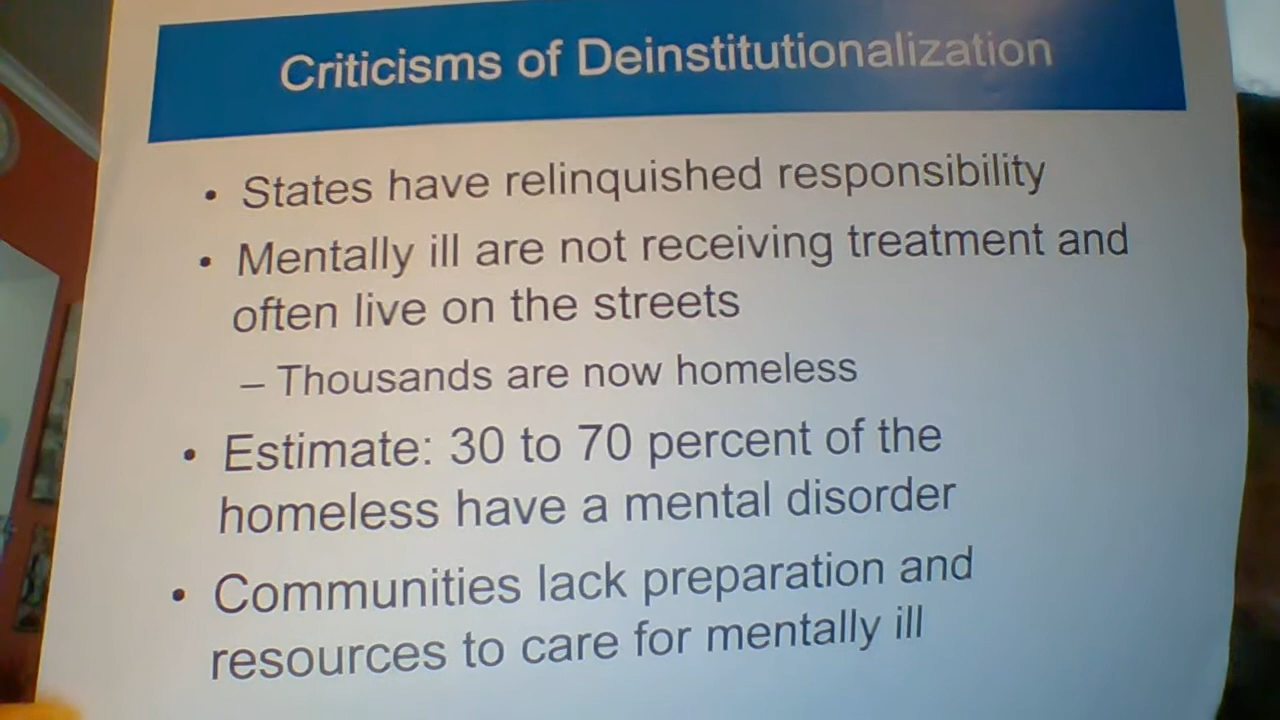 Criticisms of Deinstitutionalization
• States have relinquished responsibility
• Mentally ill are not receiving treatment and
often live on the streets
– Thousands are now homeless
• Estimate: 30 to 70 percent of the
homeless have a mental disorder
• Communities lack preparation and
resources to care for mentally ill